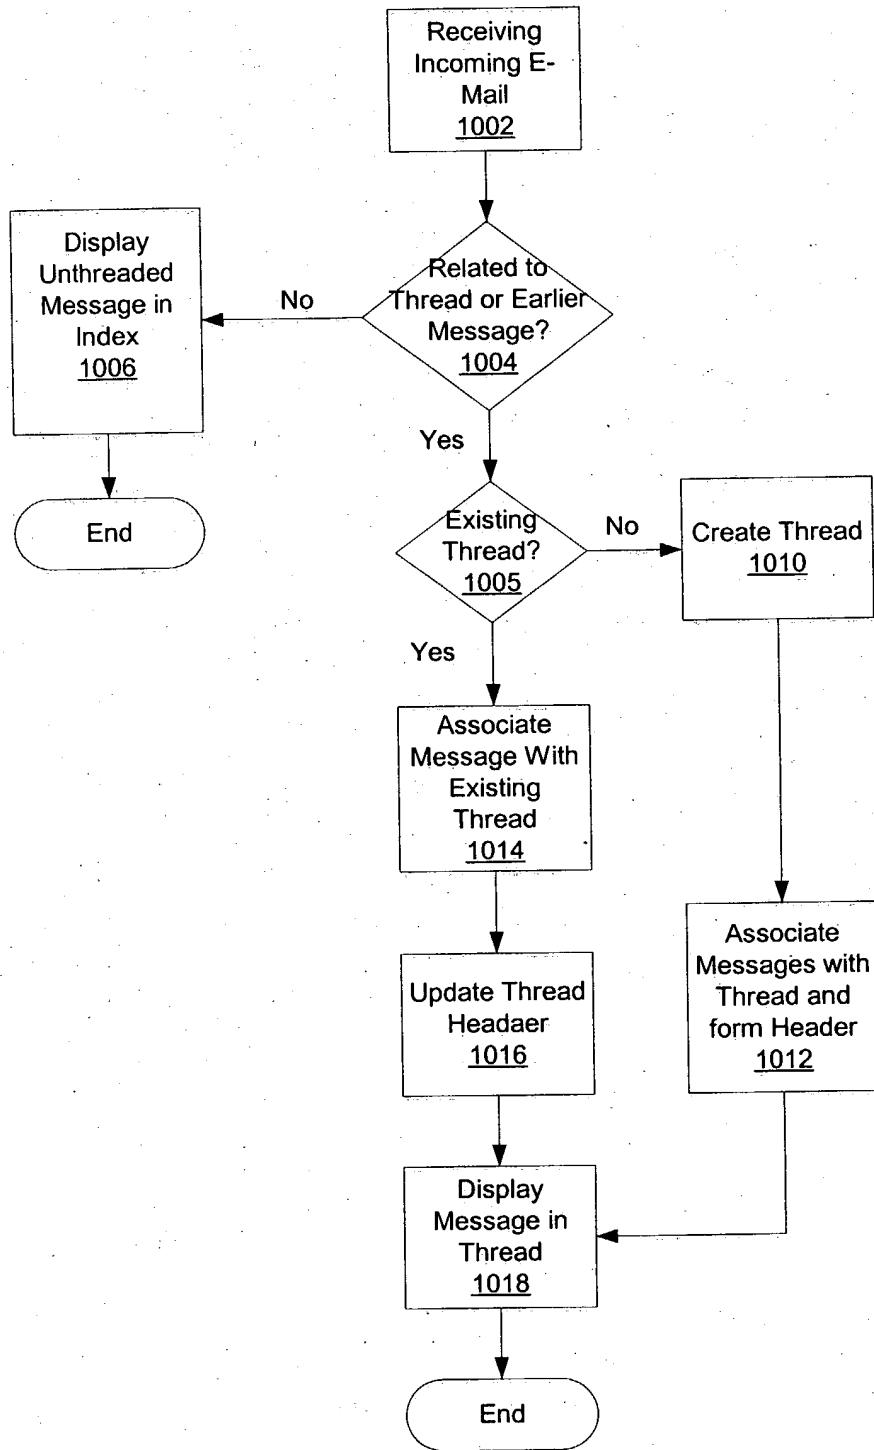 Receiving
Incoming E-
Mail
1002
Related to
Thread or Earlier
Message?
1004
No
Display
Unthreaded
Message in
Index
1006
End
Yes
Existing
Thread?
1005
No
Create Thread
1010
Yes
Associate
Message With
Existing
Thread
1014
Associate
Messages with
Thread and
form Header
1012
Update Thread
Headaer
1016
Display
Message in
Thread
1018
End